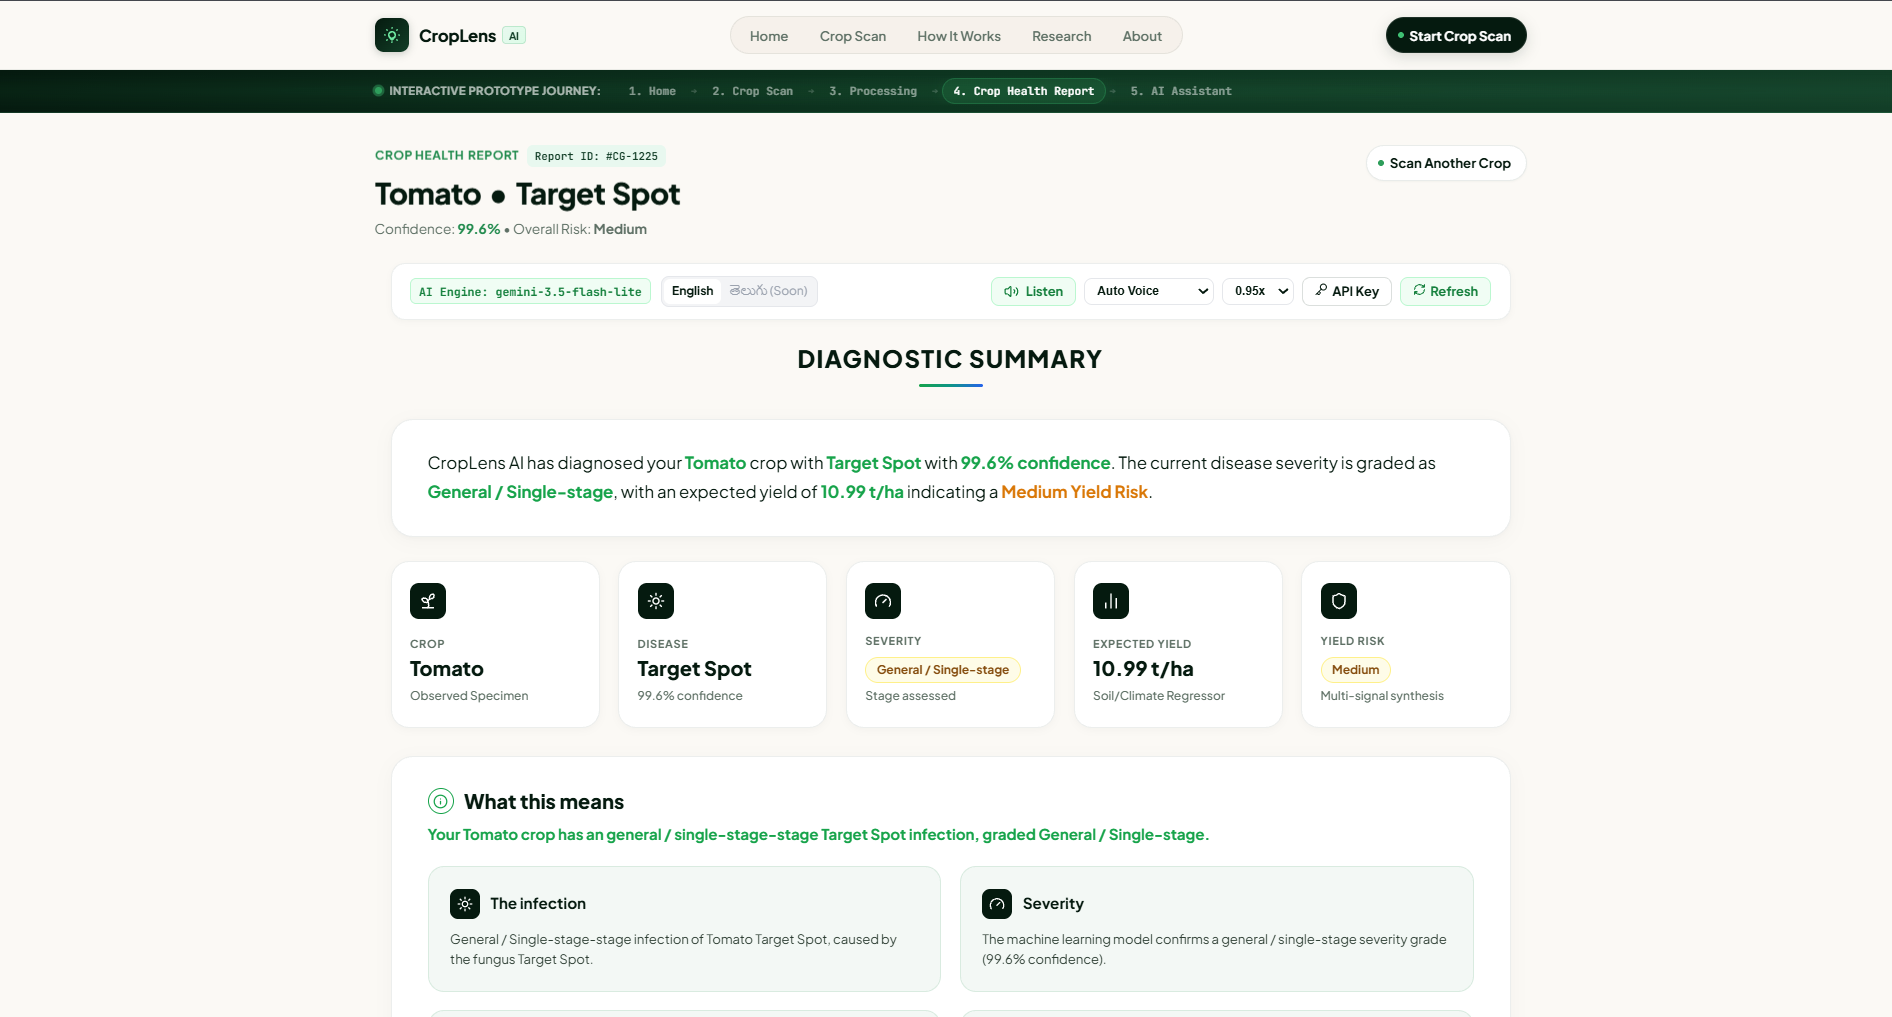 CropLens AI
Home Crop Scan How It Works Research About
Start Crop Scan
INTERACTIVE PROTOTYPE JOURNEY: 1. Home → 2. Crop Scan → 3. Processing → 4. Crop Health Report → 5. AI Assistant
CROP HEALTH REPORT Report ID: #CG-1225
Scan Another Crop
Tomato • Target Spot
Confidence: 99.6% • Overall Risk: Medium
AI Engine: gemini-3.5-flash-lite English తెలుగు (Soon) Listen Auto Voice 0.95x API Key Refresh
DIAGNOSTIC SUMMARY
CropLens AI has diagnosed your Tomato crop with Target Spot with 99.6% confidence. The current disease severity is graded as
General / Single-stage, with an expected yield of 10.99 t/ha indicating a Medium Yield Risk.
CROP
Tomato
Observed Specimen
DISEASE
Target Spot
99.6% confidence
SEVERITY
General / Single-stage
Stage assessed
EXPECTED YIELD
10.99 t/ha
Soil/Climate Regressor
YIELD RISK
Medium
Multi-signal synthesis
What this means
Your Tomato crop has an general / single-stage-stage Target Spot infection, graded General / Single-stage.
The infection
General / Single-stage-stage infection of Tomato Target Spot, caused by
the fungus Target Spot.
Severity
The machine learning model confirms a general / single-stage severity grade
(99.6% confidence).